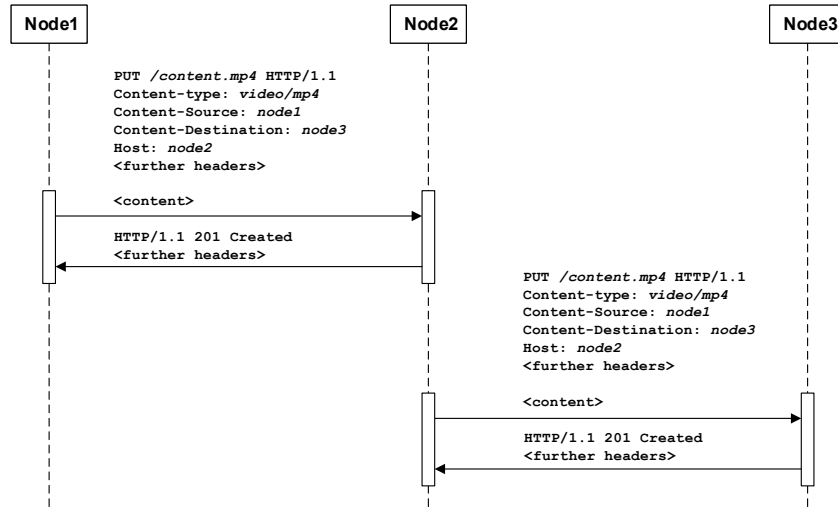 Node1
Node2
Node3
PUT /content.mp4 HTTP/1.1
Content-type: video/mp4
Content-Source: node1
Content-Destination: node3
Host: node2
<further headers>
<content>
HTTP/1.1 201 Created
<further headers>
PUT /content.mp4 HTTP/1.1
Content-type: video/mp4
Content-Source: node1
Content-Destination: node3
Host: node2
<further headers>
<content>
HTTP/1.1 201 Created
<further headers>